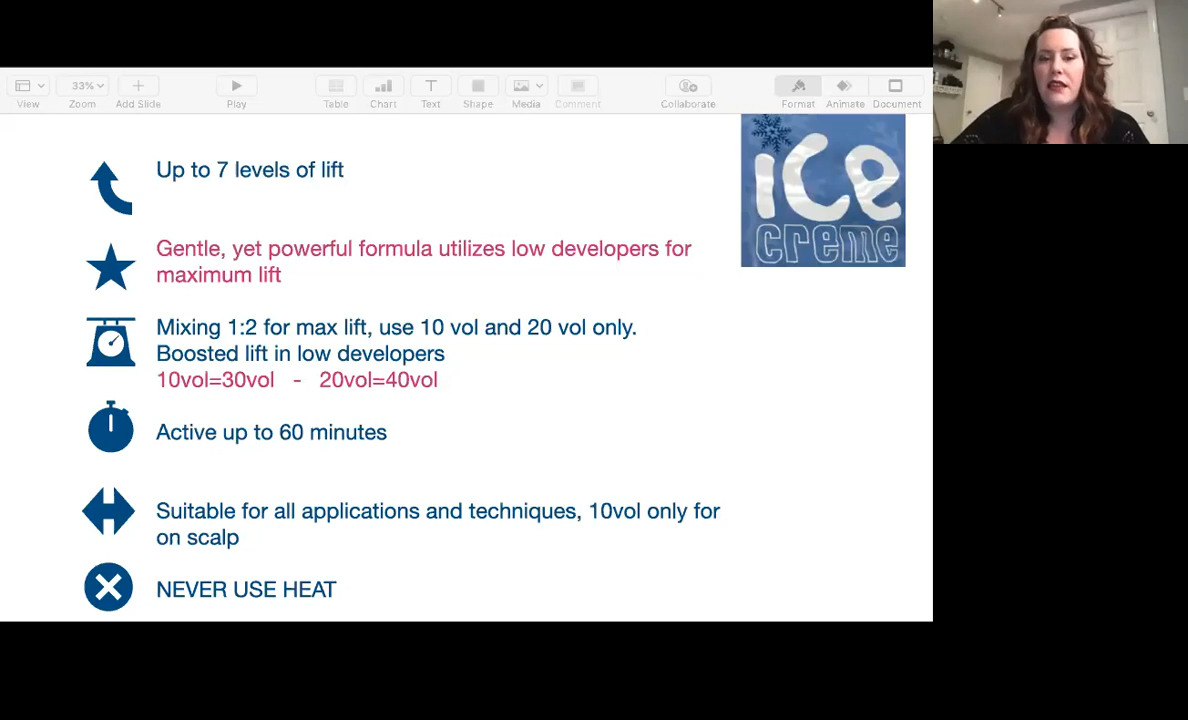 33%
View
Zoom
Add Slide
Play
Table
Chart
Text
Shape
Media
Comment
Collaborate
Format
Animate
Document
ice
creme
Up to 7 levels of lift
Gentle, yet powerful formula utilizes low developers for
maximum lift
Mixing 1:2 for max lift, use 10 vol and 20 vol only.
Boosted lift in low developers
10vol=30vol - 20vol=40vol
Active up to 60 minutes
Suitable for all applications and techniques, 10vol only for
on scalp
NEVER USE HEAT